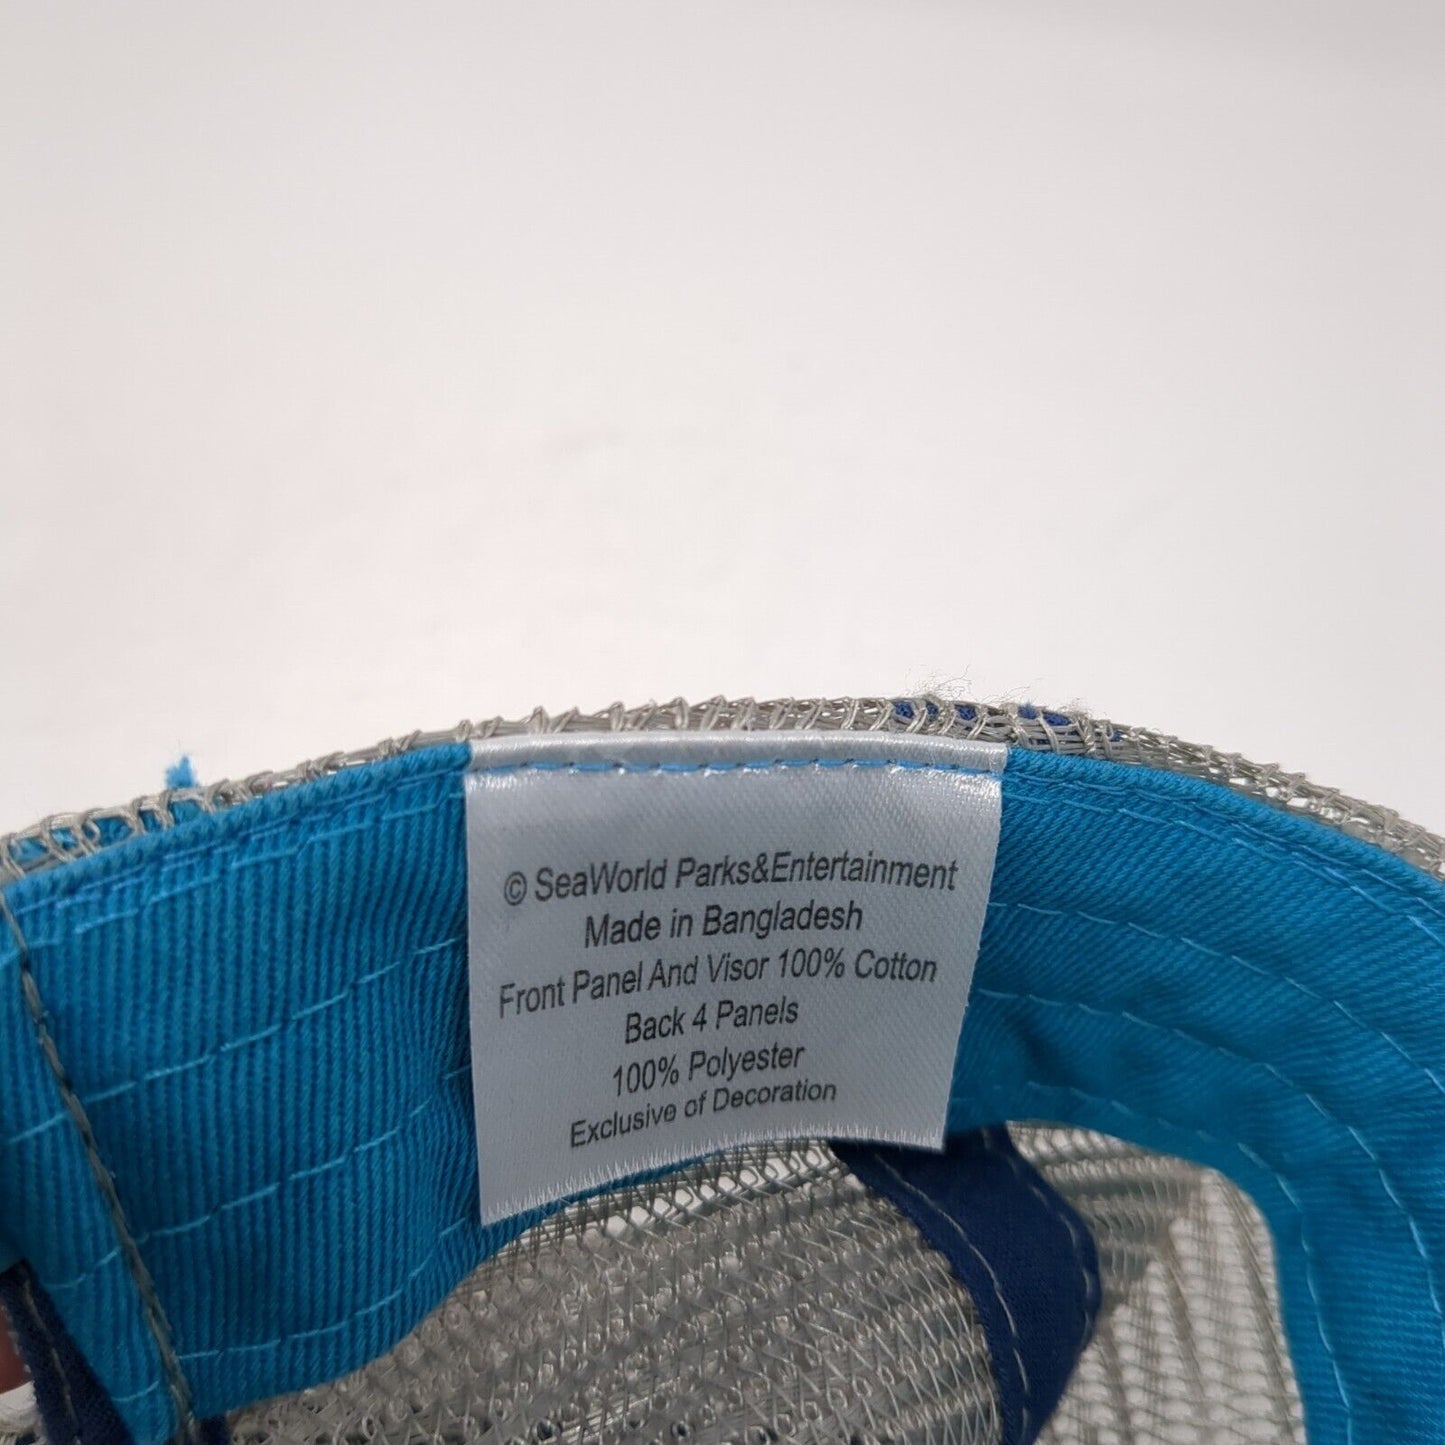 © SeaWorld Parks&Entertainment
Made in Bangladesh
Front Panel And Visor 100% Cotton
Back 4 Panels
100% Polyester
Exclusive of Decoration